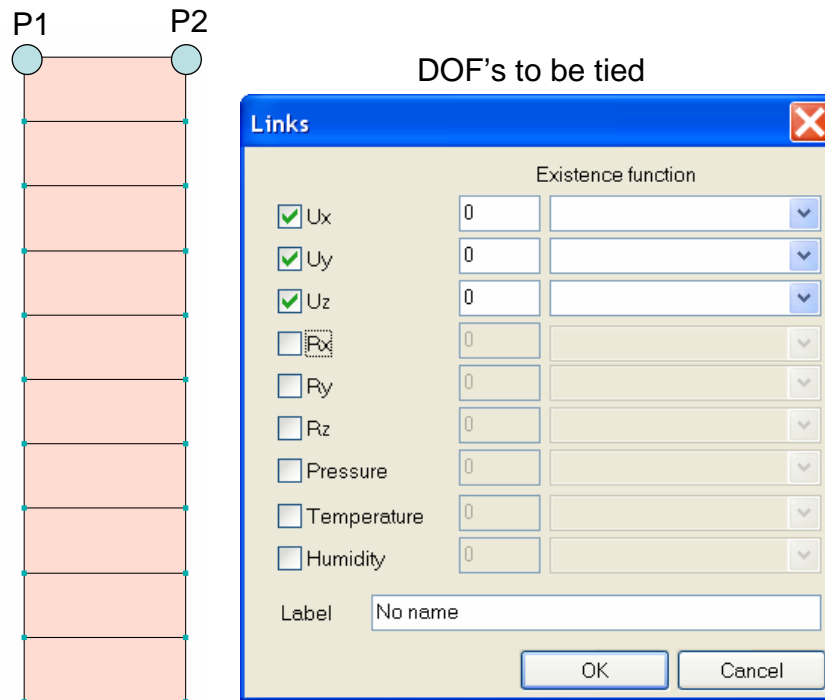 P1 P2
DOF's to be tied
Links
Existence function
Ux 0
Uy 0
Uz 0
Rx 0
Ry 0
Rz 0
Pressure 0
Temperature 0
Humidity 0
Label No name
OK Cancel